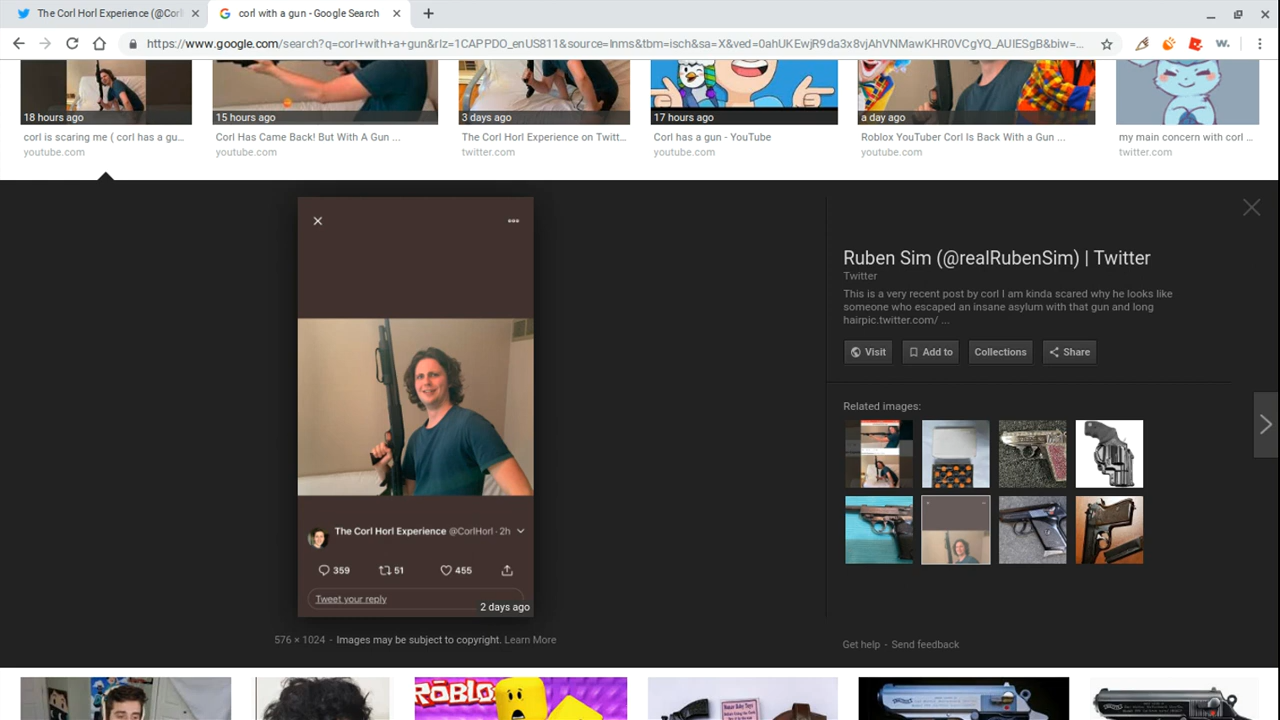 The Corl Horl Experience (@Corl
corl with a gun - Google Search
https://www.google.com/search?q=corl+with+a+gun&rlz=1CAPPDO_enUS811&source=lnms&tbm=isch&sa=X&ved=0ahUKEwjR9da3x8vjAhVNMawKHR0VCgYQ_AUIESgB&biw=...
18 hours ago
15 hours ago
3 days ago
17 hours ago
a day ago
corl is scaring me ( corl has a gu...
Corl Has Came Back! But With A Gun ...
The Corl Horl Experience on Twitt...
Corl has a gun - YouTube
Roblox YouTuber Corl Is Back With a Gun ...
my main concern with corl ...
youtube.com
youtube.com
twitter.com
youtube.com
youtube.com
twitter.com
Ruben Sim (@realRubenSim) | Twitter
Twitter
This is a very recent post by corl I am kinda scared why he looks like
someone who escaped an insane asylum with that gun and long
hairpic.twitter.com/ ...
Visit
Add to
Collections
Share
Related images:
The Corl Horl Experience @CorlHorl · 2h
359
51
455
Tweet your reply
2 days ago
576 × 1024 - Images may be subject to copyright. Learn More
Get help - Send feedback
ROBLO